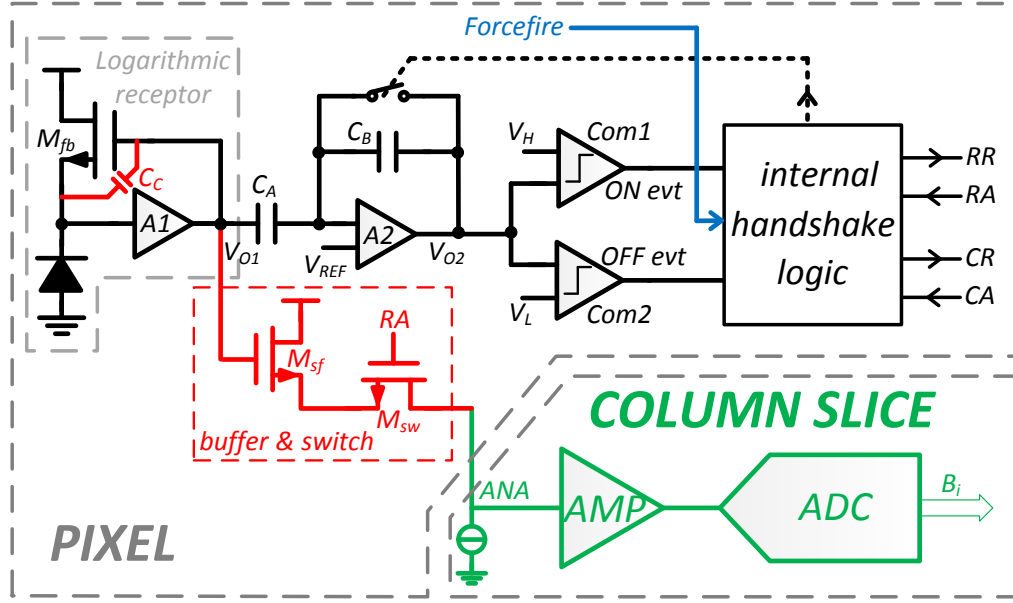 Forcefire
Logarithmic
receptor
M_fb
C_C
A1
V_O1
C_A
C_B
A2
V_REF
V_O2
V_H
Com1
ON evt
OFF evt
V_L
Com2
internal
handshake
logic
RR
RA
CR
CA
RA
M_sf
M_sw
buffer & switch
COLUMN SLICE
ANA
AMP
ADC
B_i
PIXEL